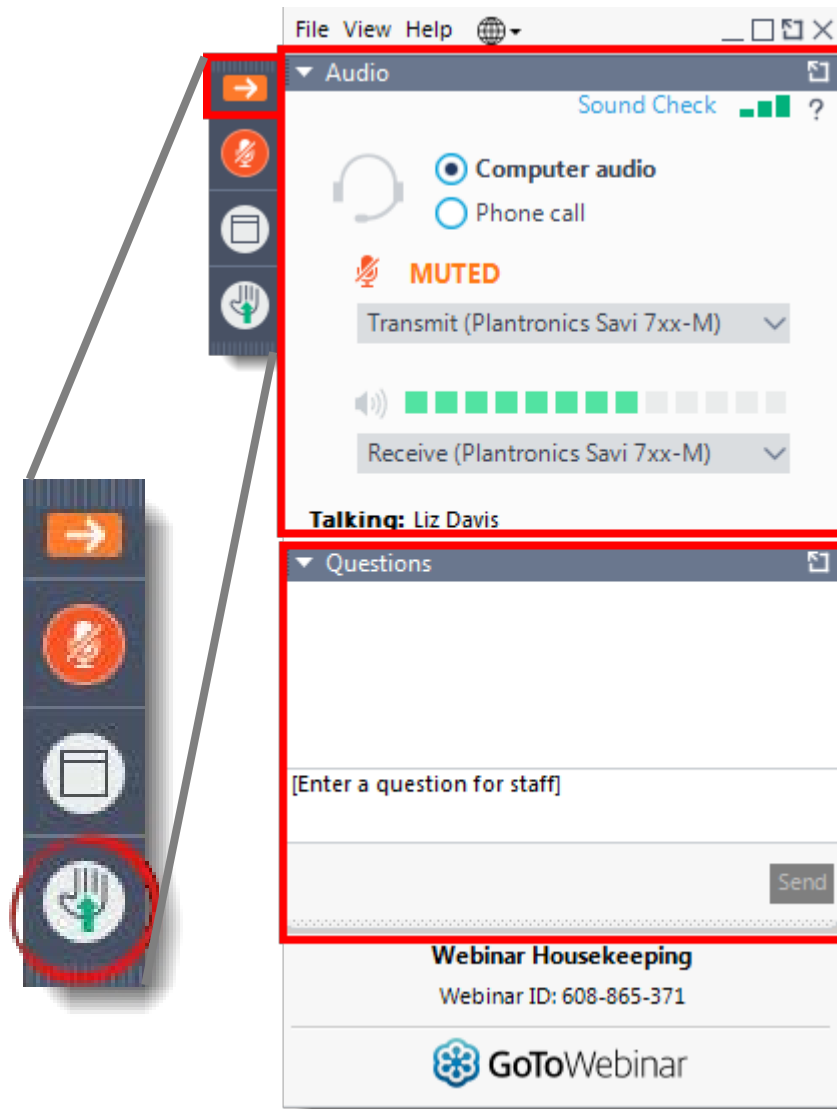 File View Help
Audio
Sound Check ?
Computer audio
Phone call
MUTED
Transmit (Plantronics Savi 7xx-M)
Receive (Plantronics Savi 7xx-M)
Talking: Liz Davis
Questions
[Enter a question for staff]
Send
Webinar Housekeeping
Webinar ID: 608-865-371
GoToWebinar